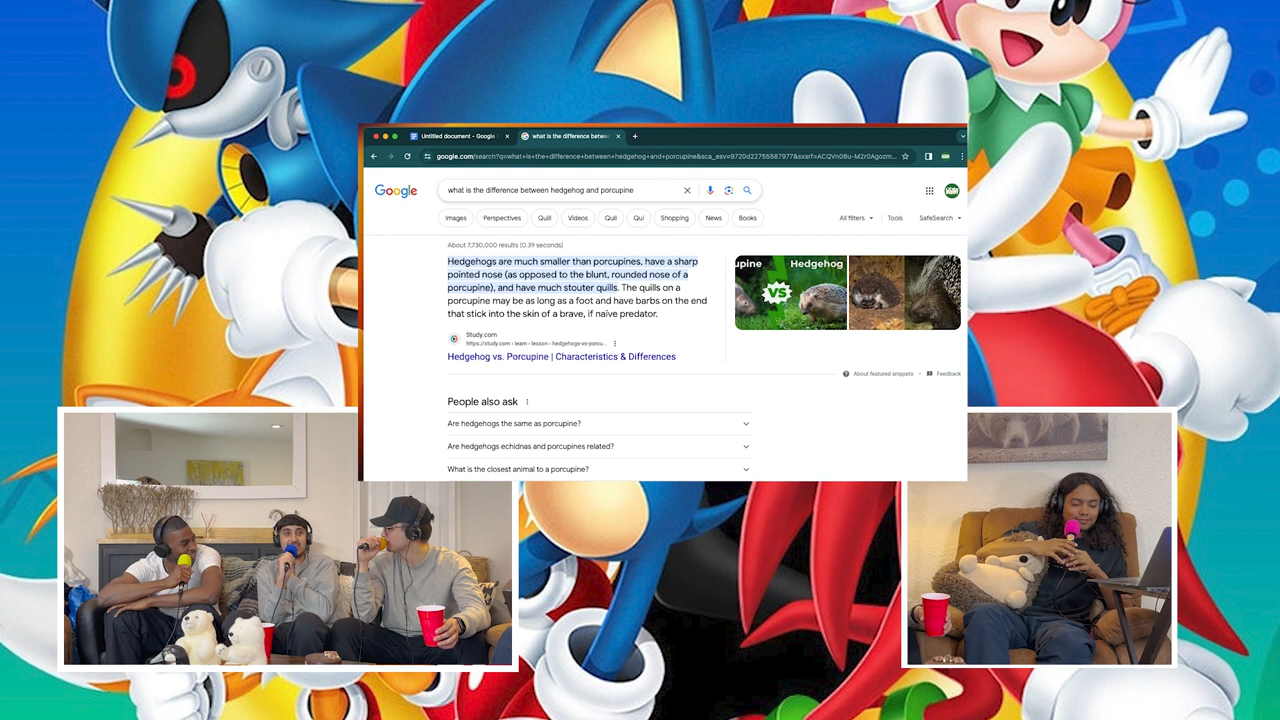 Untitled document - Google
what is the difference betwe
google.com/search?q=what+is+the+difference+between+hedgehog+and+porcupine&sca_esv=9720d22755587977&sxsrf=ACQVn08u-M2r0Agozm...
Google
what is the difference between hedgehog and porcupine
Images
Perspectives
Quill
Videos
Quil
Qui
Shopping
News
Books
All filters
Tools
SafeSearch
About 7,730,000 results (0.39 seconds)
Hedgehogs are much smaller than porcupines, have a sharp
pointed nose (as opposed to the blunt, rounded nose of a
porcupine), and have much stouter quills. The quills on a
porcupine may be as long as a foot and have barbs on the end
that stick into the skin of a brave, if naïve predator.
upine
Hedgehog
VS
Study.com
https://study.com › learn › lesson › hedgehogs-vs-porcu...
Hedgehog vs. Porcupine | Characteristics & Differences
About featured snippets
Feedback
People also ask
Are hedgehogs the same as porcupine?
Are hedgehogs echidnas and porcupines related?
What is the closest animal to a porcupine?